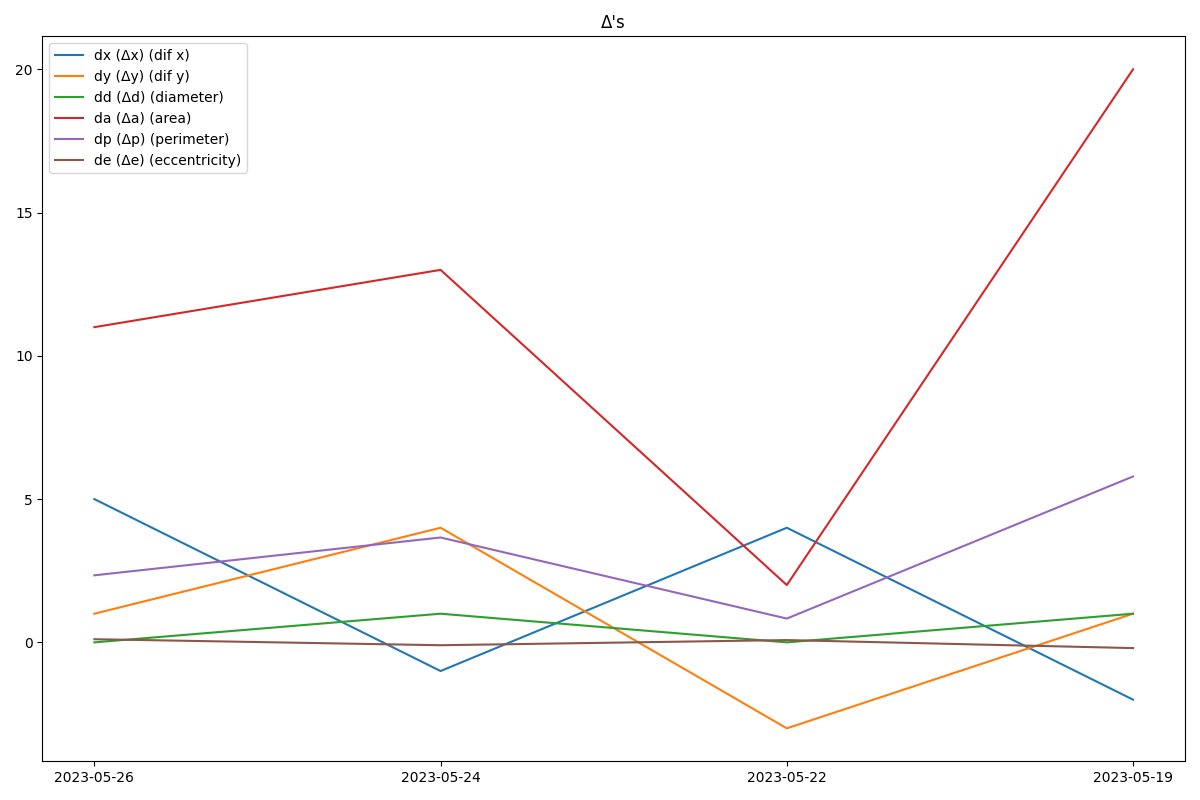 Δ's
dx (Δx) (dif x)
dy (Δy) (dif y)
dd (Δd) (diameter)
da (Δa) (area)
dp (Δp) (perimeter)
de (Δe) (eccentricity)
20
15
10
5
0
2023-05-26
2023-05-24
2023-05-22
2023-05-19